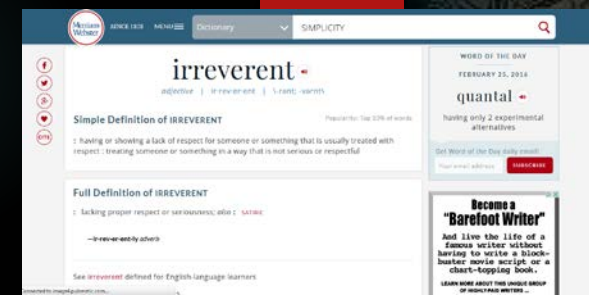 Merriam-
Webster
SINCE 1828
MENU
Dictionary
SIMPLICITY
irreverent
adjective | ir·rev·er·ent |
Simple Definition of IRREVERENT
Popularity: Top 10% of words
: having or showing a lack of respect for someone or something that is usually treated with
respect : treating someone or something in a way that is not serious or respectful
Full Definition of IRREVERENT
: lacking proper respect or seriousness; also : SATIRIC
—ir·rev·er·ent·ly adverb
See irreverent defined for English-language learners
WORD OF THE DAY
FEBRUARY 25, 2016
quantal
having only 2 experimental
alternatives
Get Word of the Day daily email!
Your email address
SUBSCRIBE
Become a
"Barefoot Writer"
And live the life of a
famous writer without
having to write a block-
buster movie script or a
chart-topping book.
LEARN MORE ABOUT THIS UNIQUE GROUP
OF HIGHLY-PAID WRITERS ...